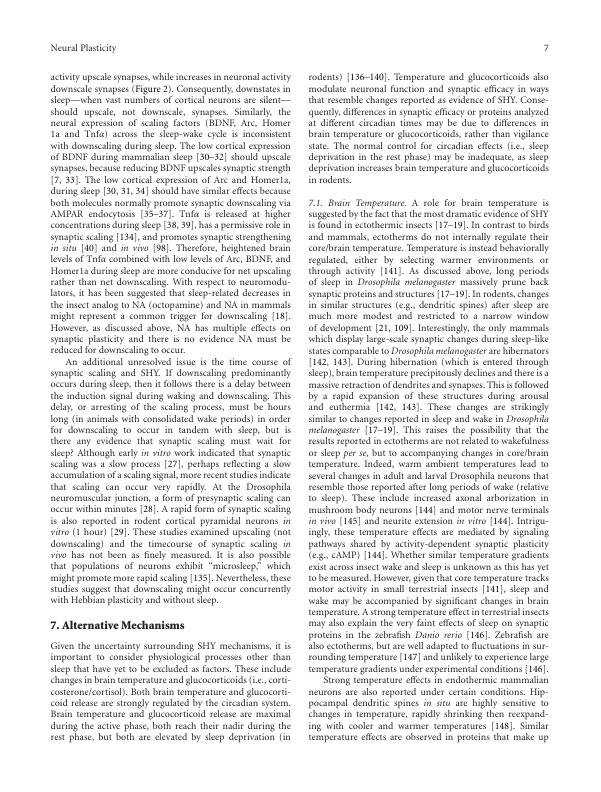 Neural Plasticity
7
activity upscale synapses, while increases in neuronal activity
downscale synapses (Figure 2). Consequently, downstates in
sleep—when vast numbers of cortical neurons are silent—
should upscale, not downscale, synapses. Similarly, the
neural expression of scaling factors (BDNF, Arc, Homer
1a and Tnfα) across the sleep-wake cycle is inconsistent
with downscaling during sleep. The low cortical expression
of BDNF during mammalian sleep [30–32] should upscale
synapses, because reducing BDNF upscales synaptic strength
[7, 33]. The low cortical expression of Arc and Homer1a,
during sleep [30, 31, 34] should have similar effects because
both molecules normally promote synaptic downscaling via
AMPAR endocytosis [35–37]. Tnfα is released at higher
concentrations during sleep [38, 39], has a permissive role in
synaptic scaling [134], and promotes synaptic strengthening
in situ [40] and in vivo [98]. Therefore, heightened brain
levels of Tnfα combined with low levels of Arc, BDNF, and
Homer1a during sleep are more conducive for net upscaling
rather than net downscaling. With respect to neuromodu-
lators, it has been suggested that sleep-related decreases in
the insect analog to NA (octopamine) and NA in mammals
might represent a common trigger for downscaling [18].
However, as discussed above, NA has multiple effects on
synaptic plasticity and there is no evidence NA must be
reduced for downscaling to occur.
An additional unresolved issue is the time course of
synaptic scaling and SHY. If downscaling predominantly
occurs during sleep, then it follows there is a delay between
the induction signal during waking and downscaling. This
delay, or arresting of the scaling process, must be hours
long (in animals with consolidated wake periods) in order
for downscaling to occur in tandem with sleep, but is
there any evidence that synaptic scaling must wait for
sleep? Although early in vitro work indicated that synaptic
scaling was a slow process [27], perhaps reflecting a slow
accumulation of a scaling signal, more recent studies indicate
that scaling can occur very rapidly. At the Drosophila
neuromuscular junction, a form of presynaptic scaling can
occur within minutes [28]. A rapid form of synaptic scaling
is also reported in rodent cortical pyramidal neurons in
vitro (1 hour) [29]. These studies examined upscaling (not
downscaling) and the timecourse of synaptic scaling in
vivo has not been as finely measured. It is also possible
that populations of neurons exhibit “microsleep,” which
might promote more rapid scaling [135]. Nevertheless, these
studies suggest that downscaling might occur concurrently
with Hebbian plasticity and without sleep.
7. Alternative Mechanisms
Given the uncertainty surrounding SHY mechanisms, it is
important to consider physiological processes other than
sleep that have yet to be excluded as factors. These include
changes in brain temperature and glucocorticoids (i.e., corti-
costerone/cortisol). Both brain temperature and glucocorti-
coid release are strongly regulated by the circadian system.
Brain temperature and glucocorticoid release are maximal
during the active phase, both reach their nadir during the
rest phase, but both are elevated by sleep deprivation (in
rodents) [136–140]. Temperature and glucocorticoids also
modulate neuronal function and synaptic efficacy in ways
that resemble changes reported as evidence of SHY. Conse-
quently, differences in synaptic efficacy or proteins analyzed
at different circadian times may be due to differences in
brain temperature or glucocorticoids, rather than vigilance
state. The normal control for circadian effects (i.e., sleep
deprivation in the rest phase) may be inadequate, as sleep
deprivation increases brain temperature and glucocorticoids
in rodents.
7.1. Brain Temperature. A role for brain temperature is
suggested by the fact that the most dramatic evidence of SHY
is found in ectothermic insects [17–19]. In contrast to birds
and mammals, ectotherms do not internally regulate their
core/brain temperature. Temperature is instead behaviorally
regulated, either by selecting warmer environments or
through activity [141]. As discussed above, long periods
of sleep in Drosophila melanogaster massively prune back
synaptic proteins and structures [17–19]. In rodents, changes
in similar structures (e.g., dendritic spines) after sleep are
much more modest and restricted to a narrow window
of development [21, 109]. Interestingly, the only mammals
which display large-scale synaptic changes during sleep-like
states comparable to Drosophila melanogaster are hibernators
[142, 143]. During hibernation (which is entered through
sleep), brain temperature precipitously declines and there is a
massive retraction of dendrites and synapses. This is followed
by a rapid expansion of these structures during arousal
and euthermia [142, 143]. These changes are strikingly
similar to changes reported in sleep and wake in Drosophila
melanogaster [17–19]. This raises the possibility that the
results reported in ectotherms are not related to wakefulness
or sleep per se, but to accompanying changes in core/brain
temperature. Indeed, warm ambient temperatures lead to
several changes in adult and larval Drosophila neurons that
resemble those reported after long periods of wake (relative
to sleep). These include increased axonal arborization in
mushroom body neurons [144] and motor nerve terminals
in vivo [145] and neurite extension in vitro [144]. Intrigu-
ingly, these temperature effects are mediated by signaling
pathways shared by activity-dependent synaptic plasticity
(e.g., cAMP) [144]. Whether similar temperature gradients
exist across insect wake and sleep is unknown as this has yet
to be measured. However, given that core temperature tracks
motor activity in small terrestrial insects [141], sleep and
wake may be accompanied by significant changes in brain
temperature. A strong temperature effect in terrestrial insects
may also explain the very faint effects of sleep on synaptic
proteins in the zebrafish Danio rerio [146]. Zebrafish are
also ectotherms, but are well adapted to fluctuations in sur-
rounding temperature [147] and unlikely to experience large
temperature gradients under experimental conditions [146].
Strong temperature effects in endothermic mammalian
neurons are also reported under certain conditions. Hip-
pocampal dendritic spines in situ are highly sensitive to
changes in temperature, rapidly shrinking then reexpand-
ing with cooler and warmer temperatures [148]. Similar
temperature effects are observed in proteins that make up